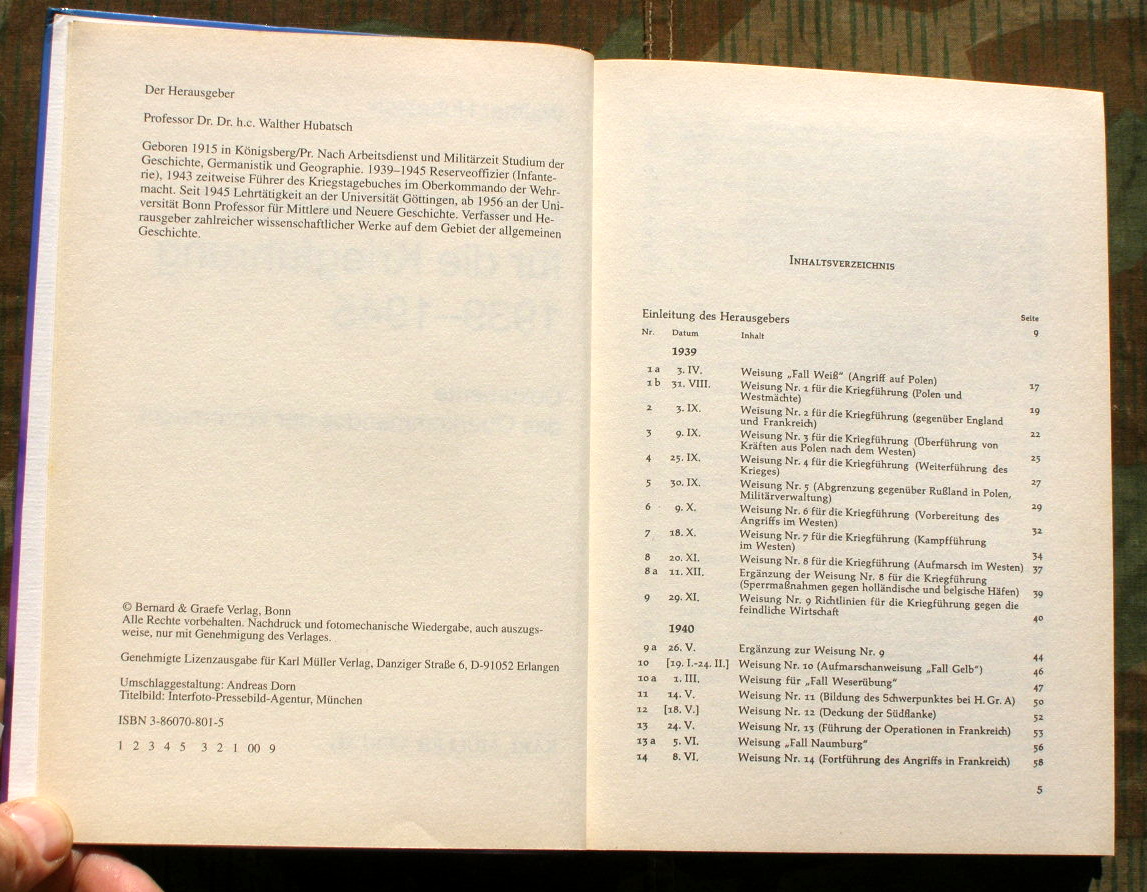 Der Herausgeber
Professor Dr. Dr. h.c. Walther Hubatsch
Geboren 1915 in Königsberg/Pr. Nach Arbeitsdienst und Militärzeit Studium der
Geschichte, Germanistik und Geographie. 1939–1945 Reserveoffizier (Infante-
rie), 1943 zeitweise Führer des Kriegstagebuches im Oberkommando der Wehr-
macht. Seit 1945 Lehrtätigkeit an der Universität Göttingen, ab 1956 an der Uni-
versität Bonn Professor für Mittlere und Neuere Geschichte. Verfasser und He-
rausgeber zahlreicher wissenschaftlicher Werke auf dem Gebiet der allgemeinen
Geschichte.
© Bernard & Graefe Verlag, Bonn
Alle Rechte vorbehalten. Nachdruck und fotomechanische Wiedergabe, auch auszugs-
weise, nur mit Genehmigung des Verlages.
Genehmigte Lizenzausgabe für Karl Müller Verlag, Danziger Straße 6, D-91052 Erlangen
Umschlaggestaltung: Andreas Dorn
Titelbild: Interfoto-Pressebild-Agentur, München
ISBN 3-86070-801-5
1 2 3 4 5 3 2 1 00 9
Inhaltsverzeichnis
Einleitung des Herausgebers Seite
Nr. Datum Inhalt 9
1939
1a 3. IV. Weisung „Fall Weiß“ (Angriff auf Polen)
1b 31. VIII. Weisung Nr. 1 für die Kriegführung (Polen und 17
Westmächte)
2 3. IX. Weisung Nr. 2 für die Kriegführung (gegenüber England 19
und Frankreich)
3 9. IX. Weisung Nr. 3 für die Kriegführung (Überführung von 22
Kräften aus Polen nach dem Westen)
4 25. IX. Weisung Nr. 4 für die Kriegführung (Weiterführung des 25
Krieges)
5 30. IX. Weisung Nr. 5 (Abgrenzung gegenüber Rußland in Polen, 27
Militärverwaltung)
6 9. X. Weisung Nr. 6 für die Kriegführung (Vorbereitung des 29
Angriffs im Westen)
7 18. X. Weisung Nr. 7 für die Kriegführung (Kampfführung 32
im Westen)
8 20. XI. Weisung Nr. 8 für die Kriegführung (Aufmarsch im Westen) 34
8a 11. XII. Ergänzung der Weisung Nr. 8 für die Kriegführung 37
(Sperrmaßnahmen gegen holländische und belgische Häfen) 39
9 29. XI. Weisung Nr. 9 Richtlinien für die Kriegführung gegen die
feindliche Wirtschaft 40
1940
9a 26. V. Ergänzung zur Weisung Nr. 9 44
10 [19. I.-24. II.] Weisung Nr. 10 (Aufmarschanweisung „Fall Gelb“) 46
10a 1. III. Weisung für „Fall Weserübung“ 47
11 14. V. Weisung Nr. 11 (Bildung des Schwerpunktes bei H. Gr. A) 50
12 [18. V.] Weisung Nr. 12 (Deckung der Südflanke) 52
13 24. V. Weisung Nr. 13 (Führung der Operationen in Frankreich) 53
13a 5. VI. Weisung „Fall Naumburg“ 56
14 8. VI. Weisung Nr. 14 (Fortführung des Angriffs in Frankreich) 58
5